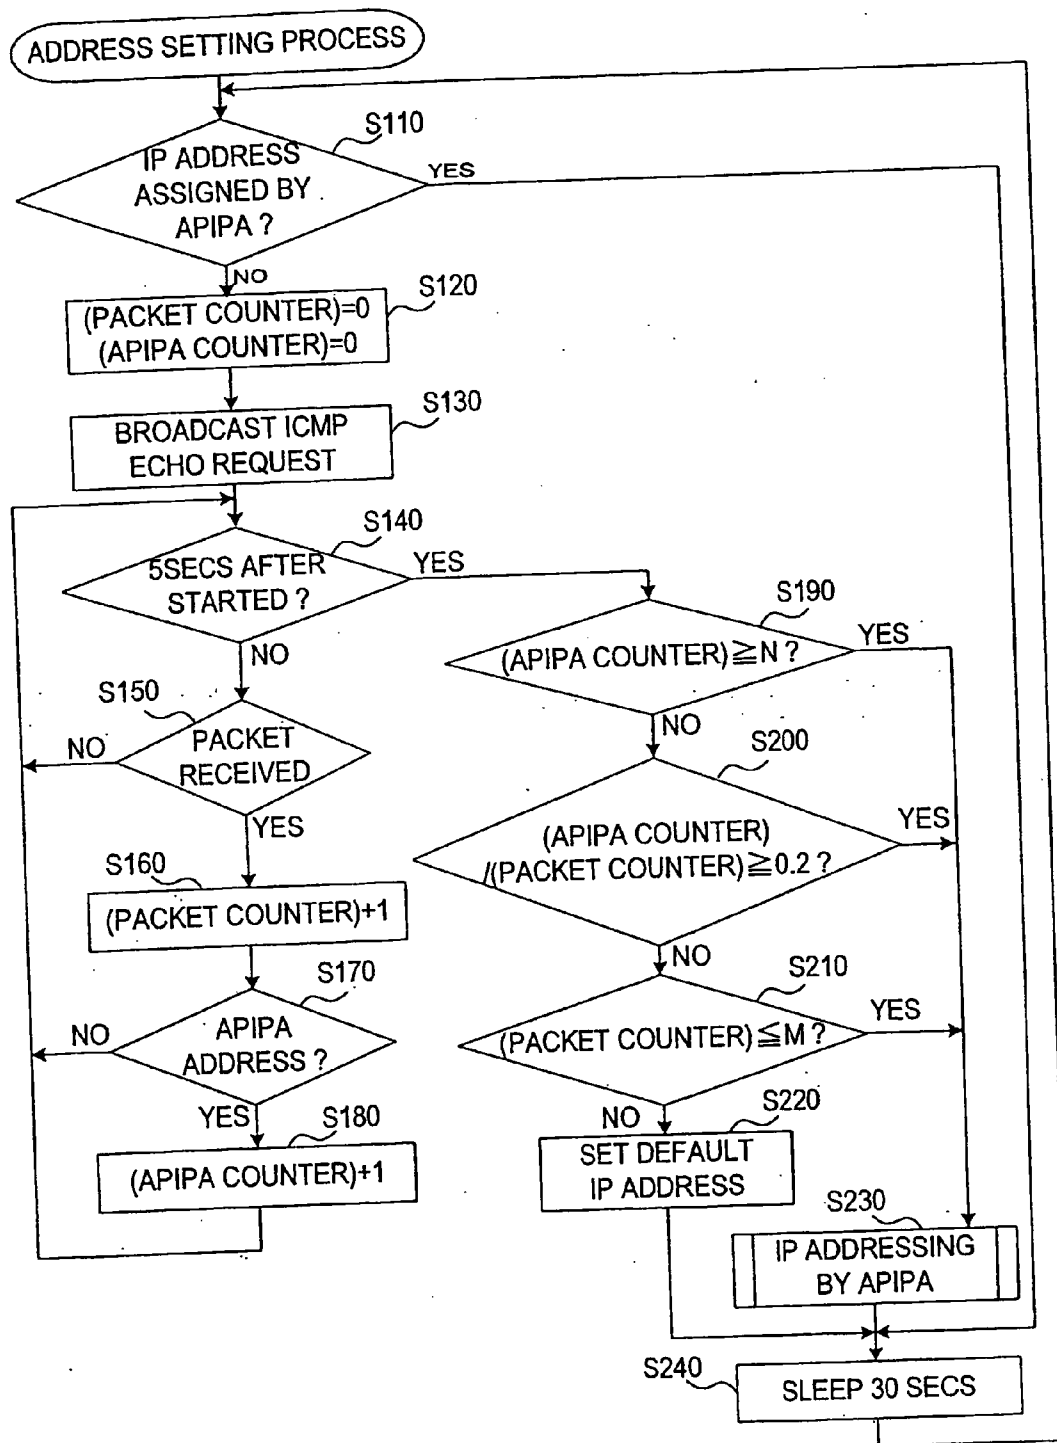 ADDRESS SETTING PROCESS
S110
IP ADDRESS
ASSIGNED BY
APIPA ?
YES
NO
S120
(PACKET COUNTER)=0
(APIPA COUNTER)=0
S130
BROADCAST ICMP
ECHO REQUEST
S140
5SECS AFTER
STARTED ?
YES
NO
S150
PACKET
RECEIVED
NO
YES
S160
(PACKET COUNTER)+1
S170
APIPA
ADDRESS ?
NO
YES
S180
(APIPA COUNTER)+1
S190
(APIPA COUNTER)≧N ?
YES
NO
S200
(APIPA COUNTER)
/(PACKET COUNTER)≧0.2 ?
YES
NO
S210
(PACKET COUNTER)≦M ?
YES
NO
S220
SET DEFAULT
IP ADDRESS
S230
IP ADDRESSING
BY APIPA
S240
SLEEP 30 SECS